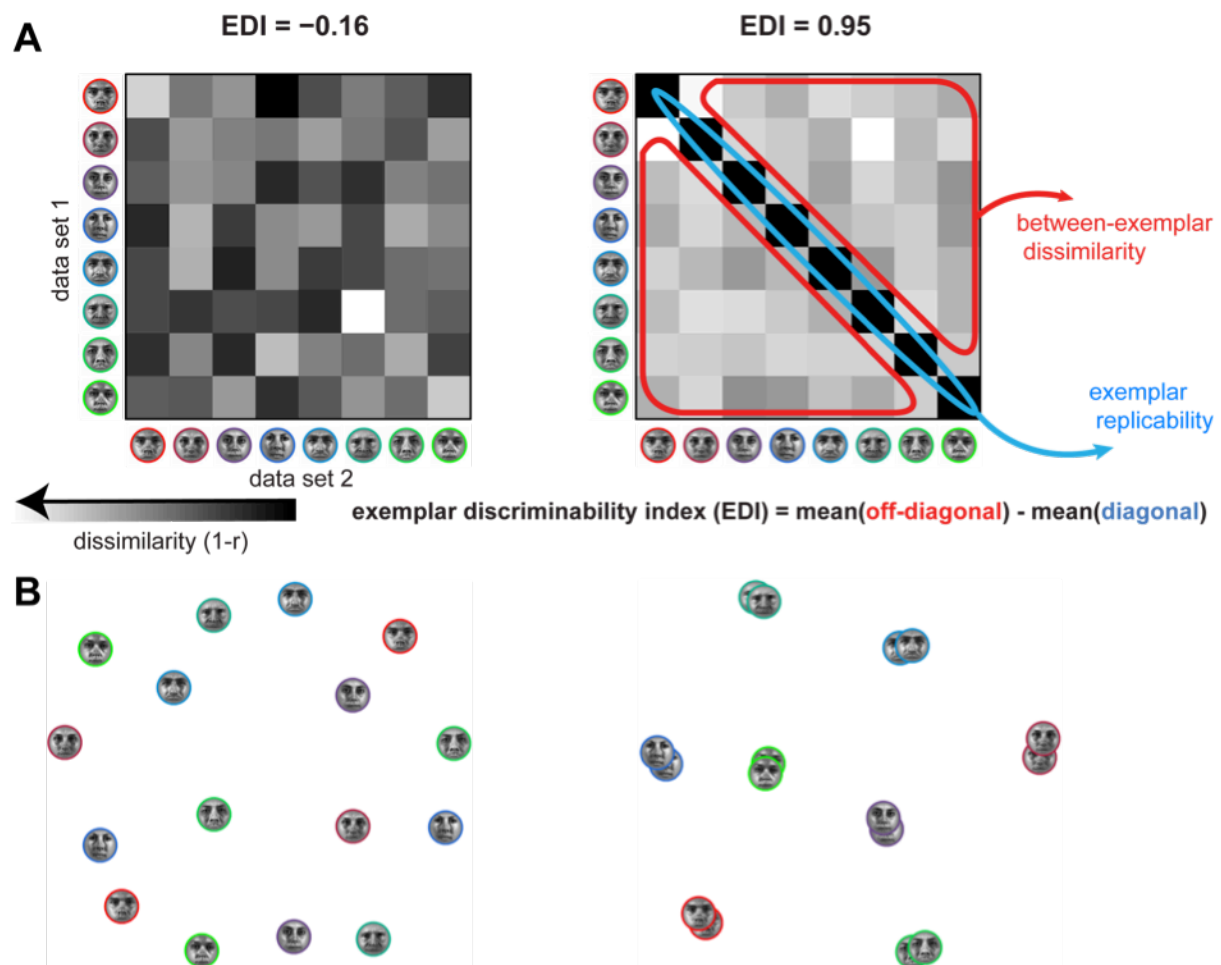 A
EDI = −0.16
EDI = 0.95
data set 1
between-exemplar
dissimilarity
exemplar
replicability
data set 2
dissimilarity (1-r)
exemplar discriminability index (EDI) = mean(off-diagonal) - mean(diagonal)
B